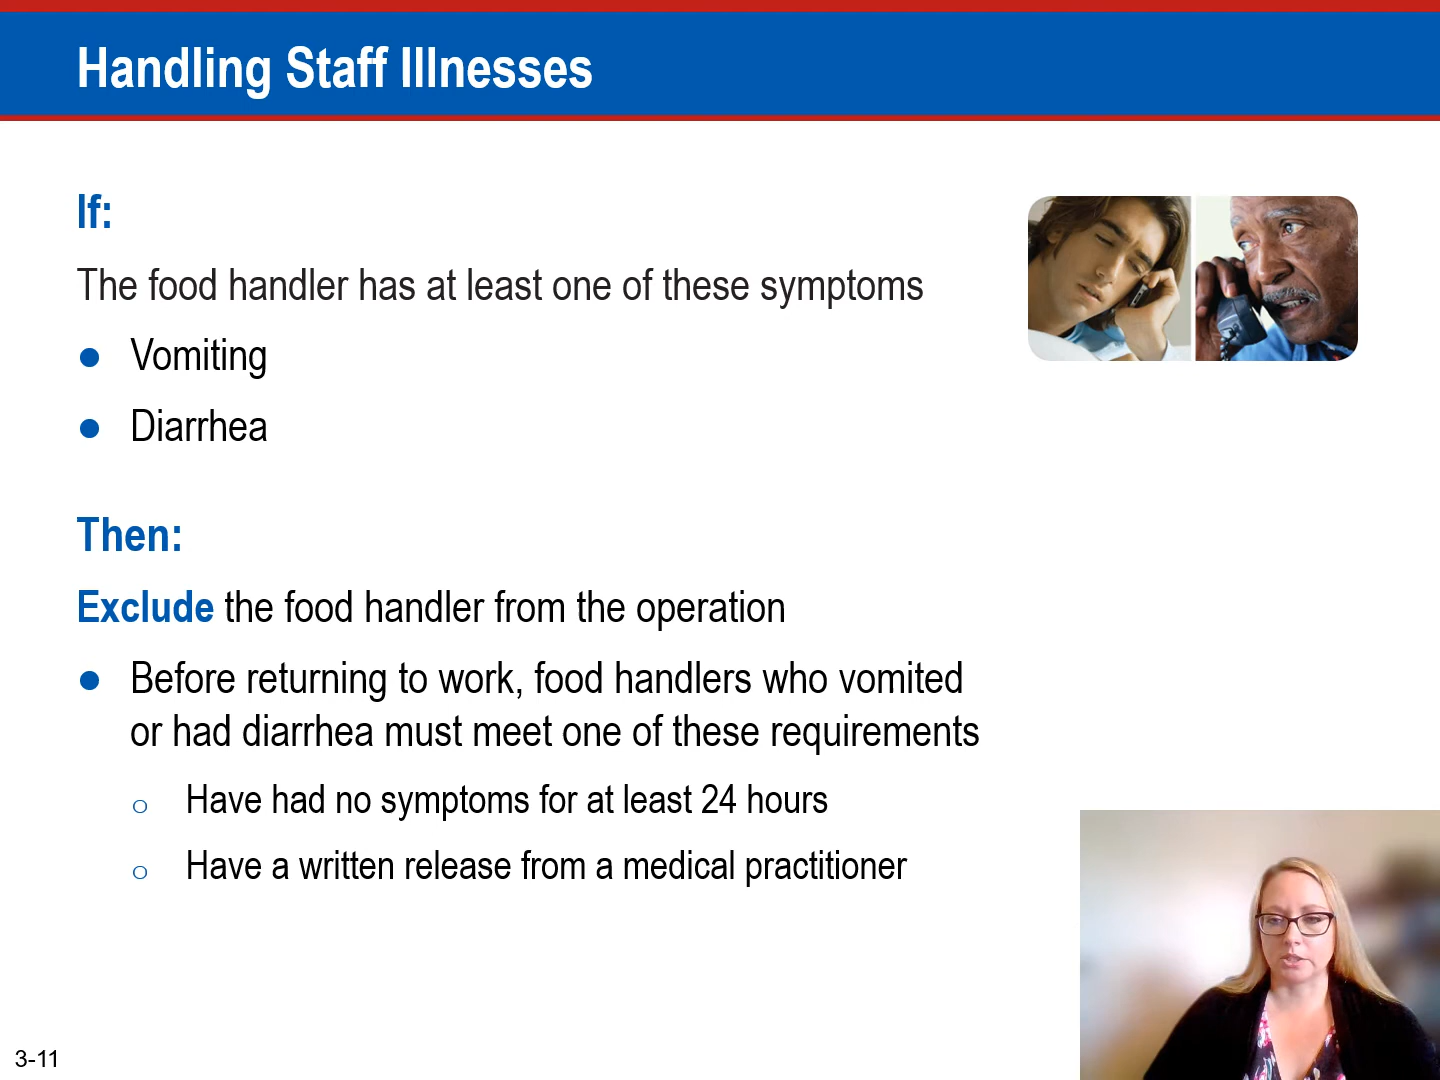 Handling Staff Illnesses
If:
The food handler has at least one of these symptoms
Vomiting
Diarrhea
Then:
Exclude the food handler from the operation
Before returning to work, food handlers who vomited
or had diarrhea must meet one of these requirements
Have had no symptoms for at least 24 hours
Have a written release from a medical practitioner
3-11